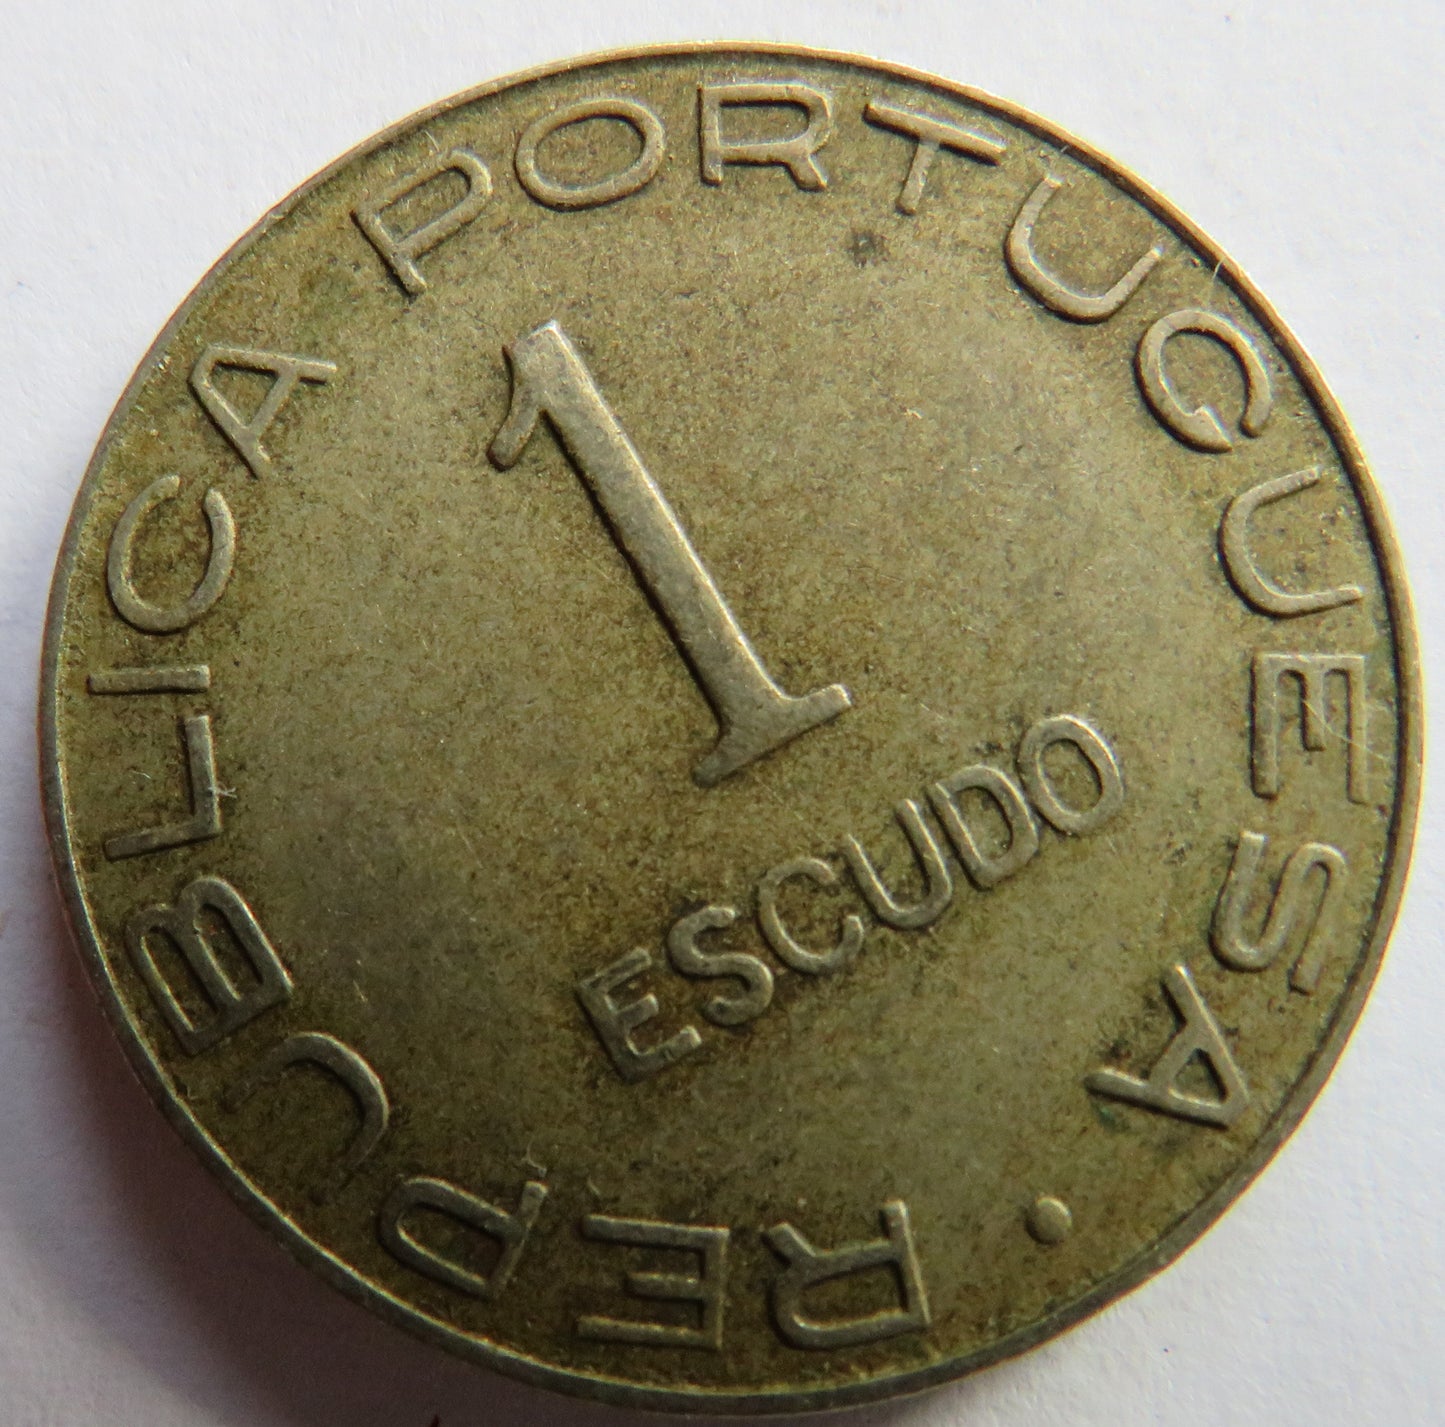 REPUBLICA PORTUGUESA •
1
ESCUDO